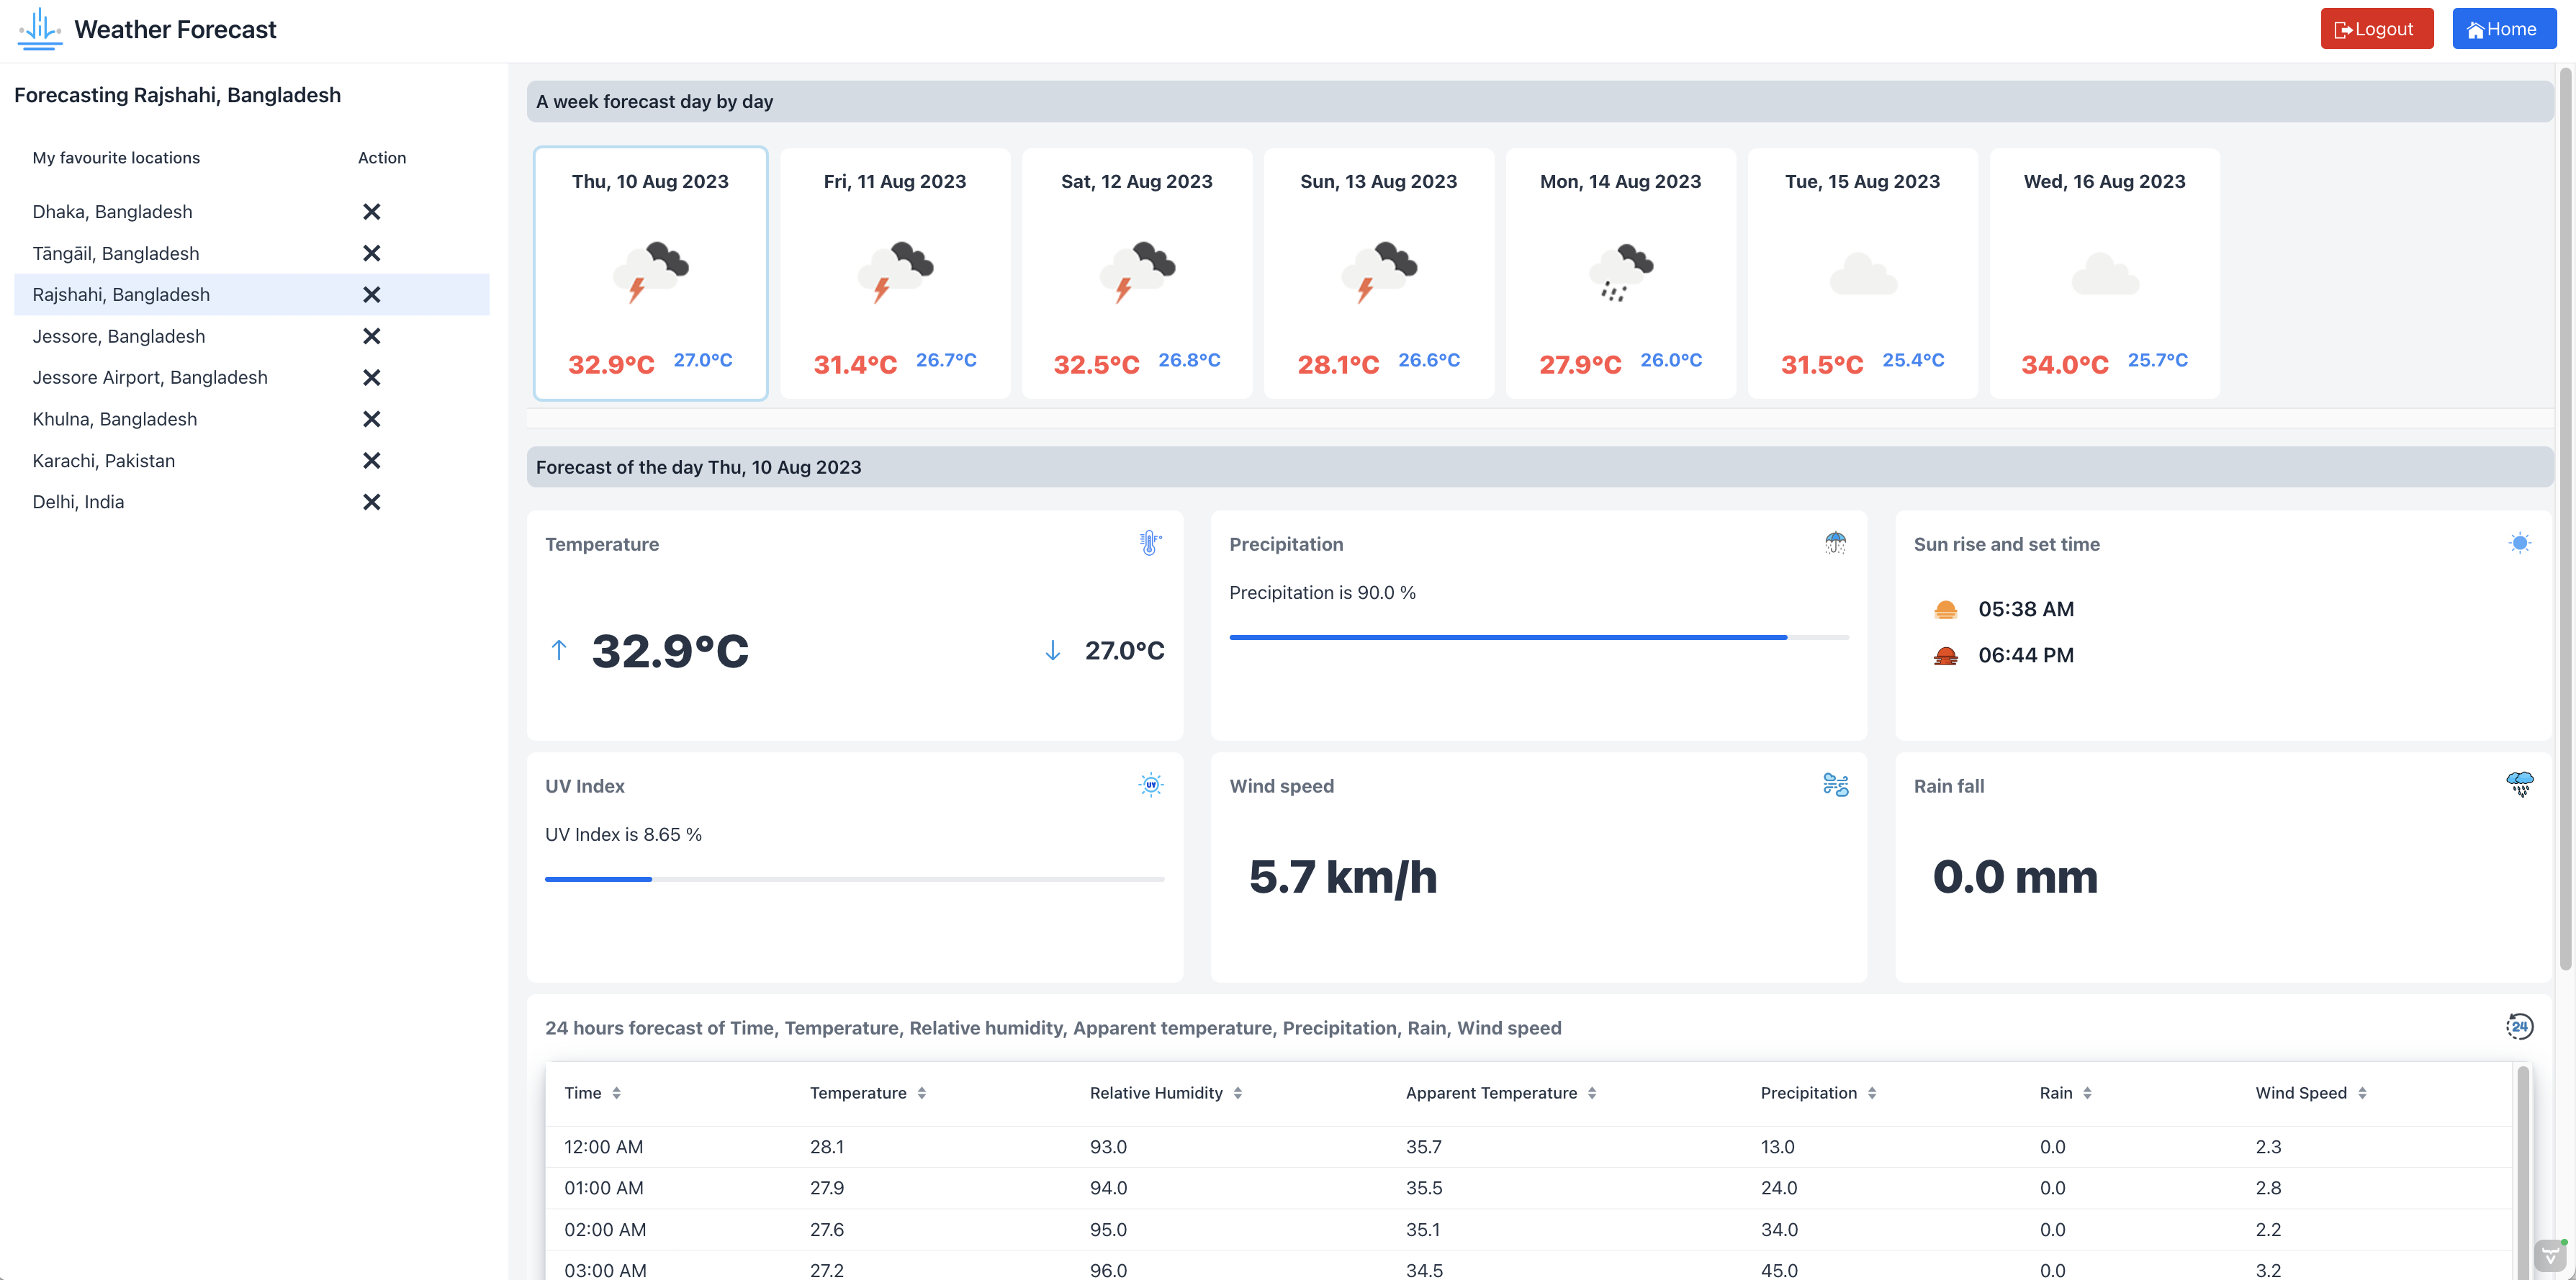 Weather Forecast
Logout
Home
Forecasting Rajshahi, Bangladesh
My favourite locations Action
Dhaka, Bangladesh
Tāngāil, Bangladesh
Rajshahi, Bangladesh
Jessore, Bangladesh
Jessore Airport, Bangladesh
Khulna, Bangladesh
Karachi, Pakistan
Delhi, India
A week forecast day by day
Thu, 10 Aug 2023
32.9°C 27.0°C
Fri, 11 Aug 2023
31.4°C 26.7°C
Sat, 12 Aug 2023
32.5°C 26.8°C
Sun, 13 Aug 2023
28.1°C 26.6°C
Mon, 14 Aug 2023
27.9°C 26.0°C
Tue, 15 Aug 2023
31.5°C 25.4°C
Wed, 16 Aug 2023
34.0°C 25.7°C
Forecast of the day Thu, 10 Aug 2023
Temperature
F°
32.9°C 27.0°C
Precipitation
Precipitation is 90.0 %
Sun rise and set time
05:38 AM
06:44 PM
UV Index
UV
UV Index is 8.65 %
Wind speed
5.7 km/h
Rain fall
0.0 mm
24 hours forecast of Time, Temperature, Relative humidity, Apparent temperature, Precipitation, Rain, Wind speed
24
Time Temperature Relative Humidity Apparent Temperature Precipitation Rain Wind Speed
12:00 AM 28.1 93.0 35.7 13.0 0.0 2.3
01:00 AM 27.9 94.0 35.5 24.0 0.0 2.8
02:00 AM 27.6 95.0 35.1 34.0 0.0 2.2
03:00 AM 27.2 96.0 34.5 45.0 0.0 3.2